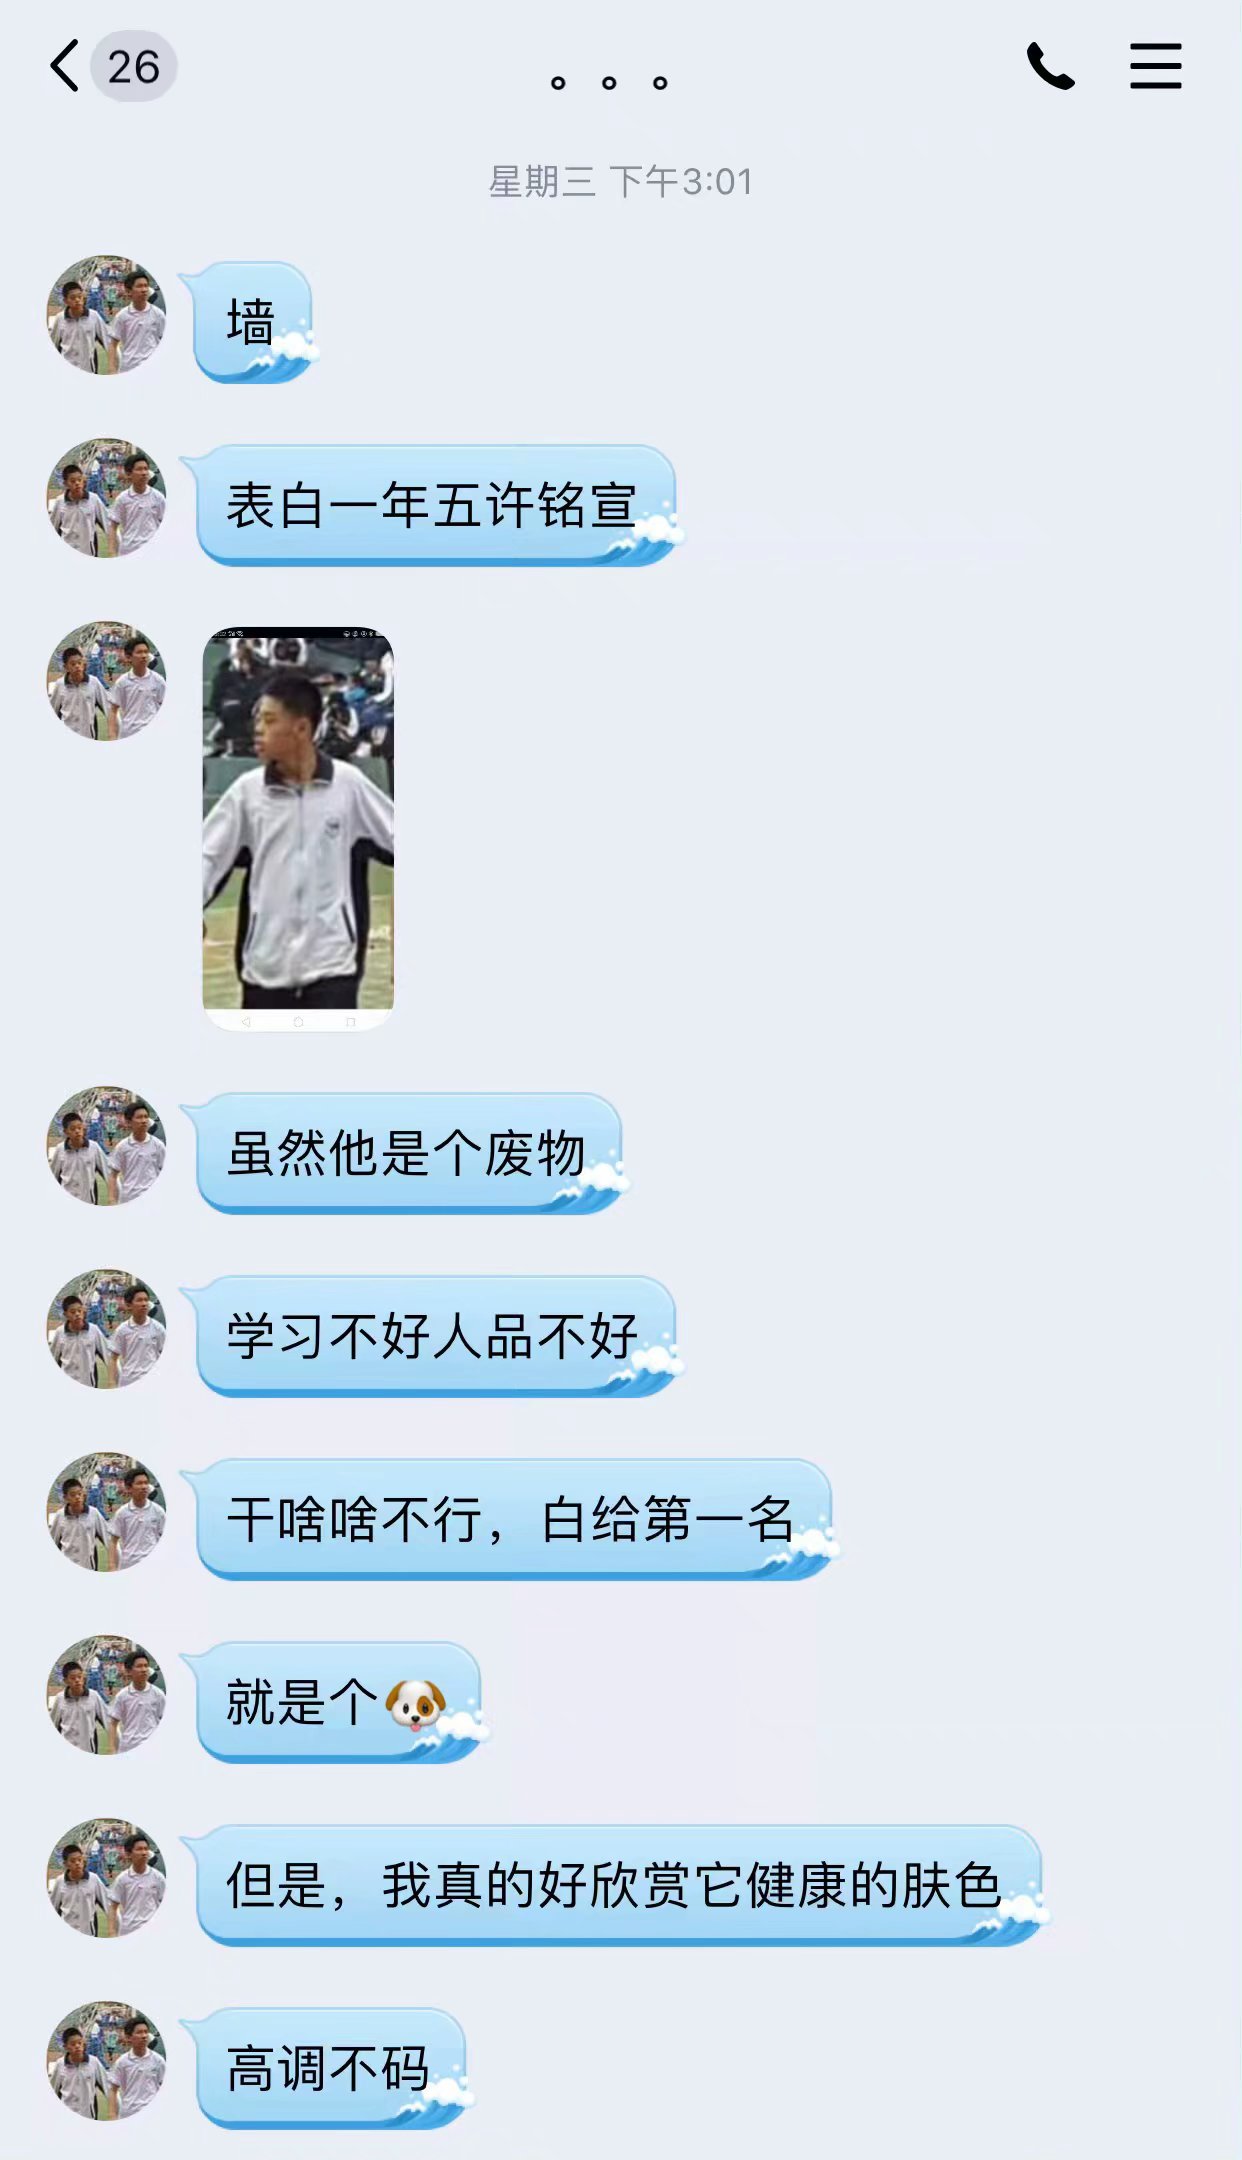 26
。。。
星期三 下午3:01
墙
表白一年五许铭宣
虽然他是个废物
学习不好人品不好
干啥啥不行，白给第一名
就是个🐶
但是，我真的好欣赏它健康的肤色
高调不码